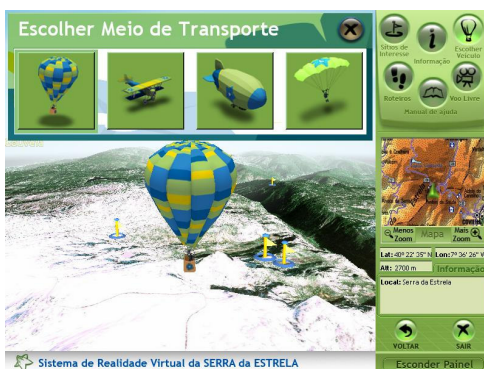 Escolher Meio de Transporte
Sítios de
Interesse
Informação
Escolher
Veículo
Roteiros
Manual de ajuda
Voo Livre
Menos
Zoom
Mapa
Mais
Zoom
Lat: 40º 22' 35" N Lon: 7º 36' 26" W
Alt: 2700 m
Informação
Local: Serra da Estrela
VOLTAR
SAIR
Sistema de Realidade Virtual da SERRA da ESTRELA
Esconder Painel